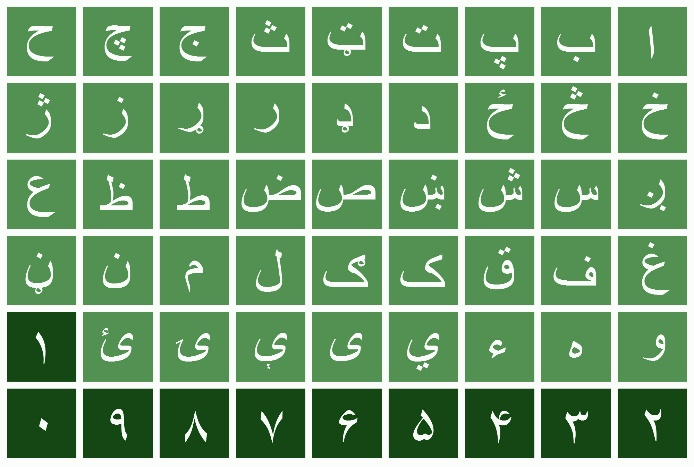 ا ب پ ت ټ ث ج چ ح
خ څ ځ د ډ ر ړ ز ژ
ږ س ش ښ ص ض ط ظ ع
غ ف ق ک ګ ل م ن ڼ
و ه ء ي ی ې ۍ ئ ۱
۲ ۳ ۴ ۵ ۶ ۷ ۸ ۹ ۰